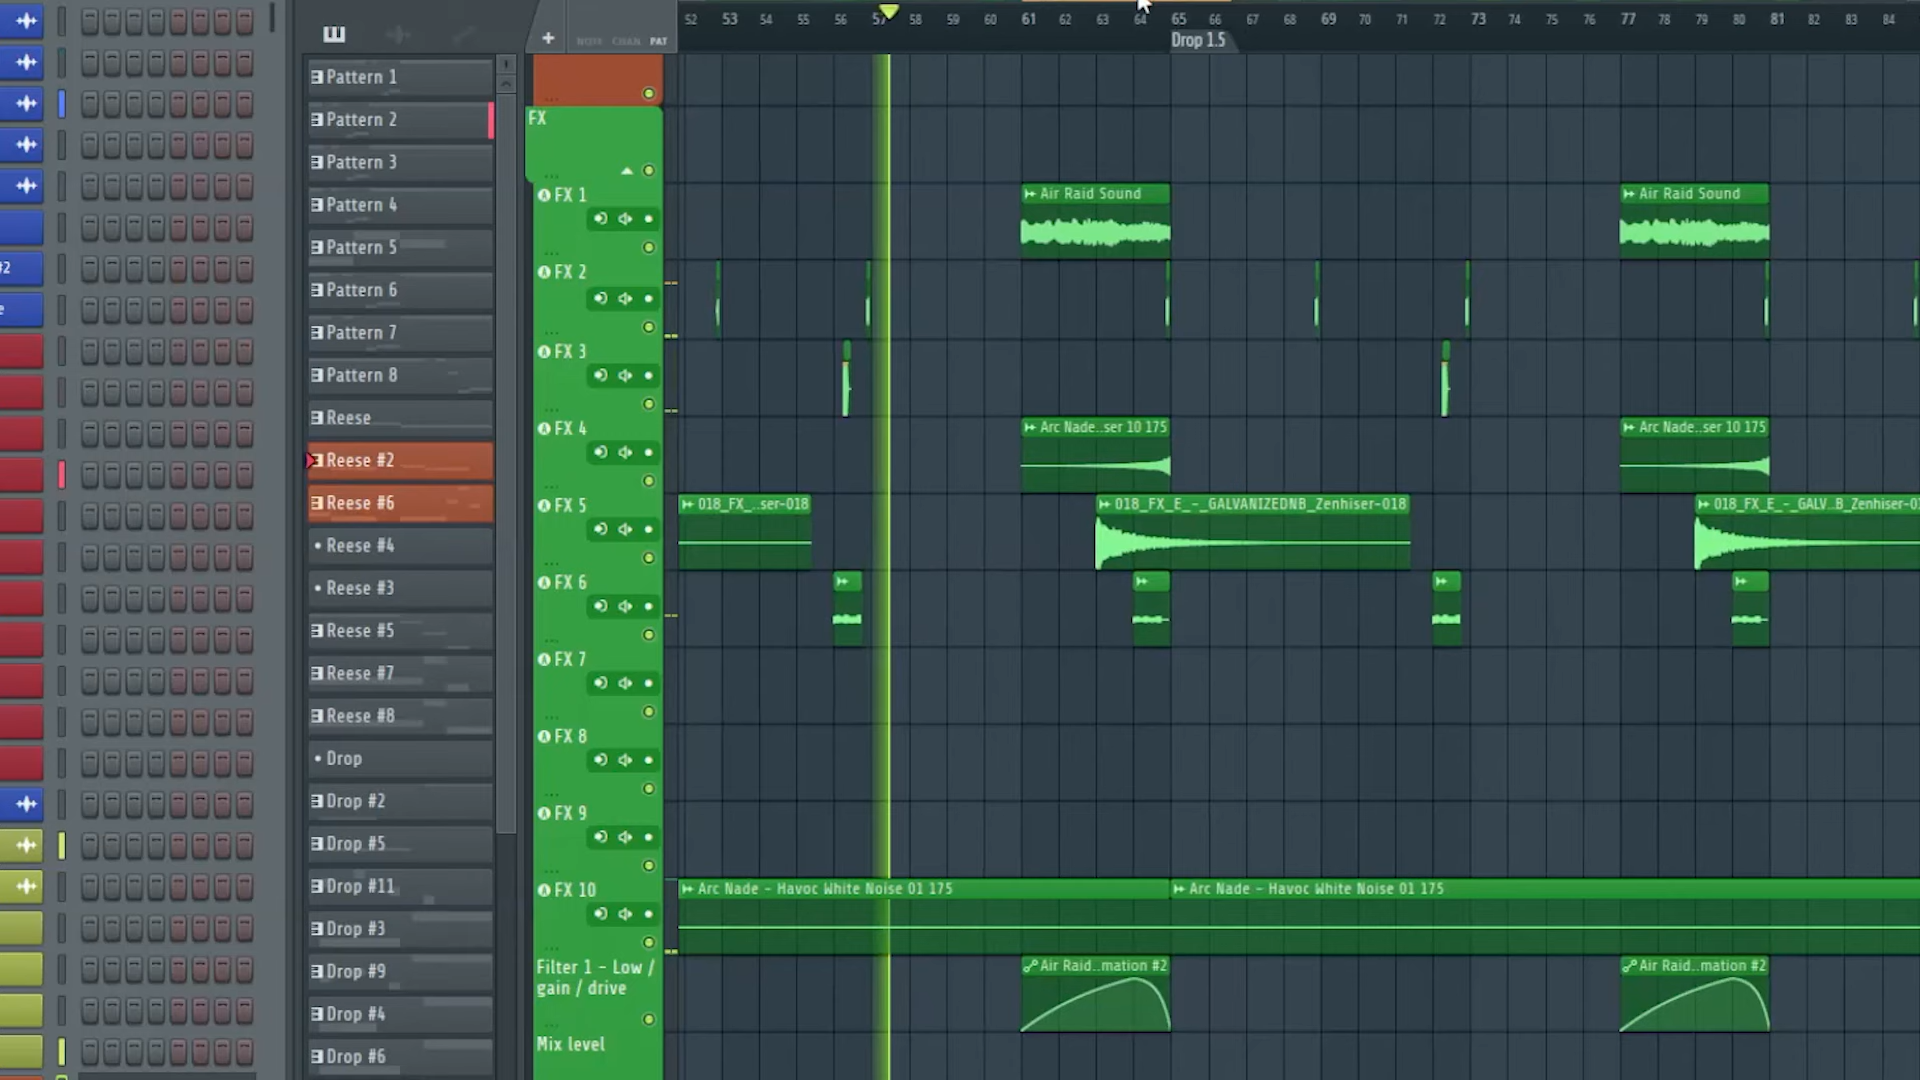 52 53 54 55 56 57 58 59 60 61 62 63 64 65 66 67 68 69 70 71 72 73 74 75 76 77 78 79 80 81 82 83 84
NOTE CHAN PAT
Drop 1.5
#2
e
Pattern 1
Pattern 2
Pattern 3
Pattern 4
Pattern 5
Pattern 6
Pattern 7
Pattern 8
Reese
Reese #2
Reese #6
Reese #4
Reese #3
Reese #5
Reese #7
Reese #8
Drop
Drop #2
Drop #5
Drop #11
Drop #3
Drop #9
Drop #4
Drop #6
FX
FX 1
Air Raid Sound
Air Raid Sound
FX 2
FX 3
FX 4
Arc Nade..ser 10 175
Arc Nade..ser 10 175
FX 5
018_FX_..ser-018
018_FX_E_-_GALVANIZEDNB_Zenhiser-018
018_FX_E_-_GALV..B_Zenhiser-01
FX 6
FX 7
FX 8
FX 9
FX 10
Arc Nade - Havoc White Noise 01 175
Arc Nade - Havoc White Noise 01 175
Filter 1 - Low /
gain / drive
Air Raid..mation #2
Air Raid..mation #2
Mix level